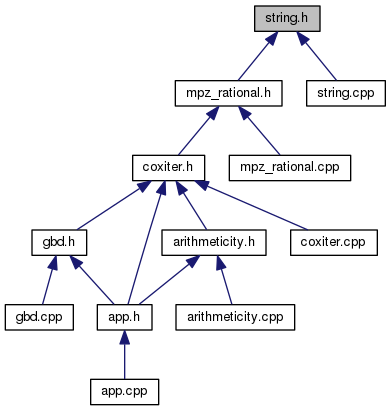 string.h
mpz_rational.h
string.cpp
coxiter.h
mpz_rational.cpp
gbd.h
arithmeticity.h
coxiter.cpp
gbd.cpp
app.h
arithmeticity.cpp
app.cpp